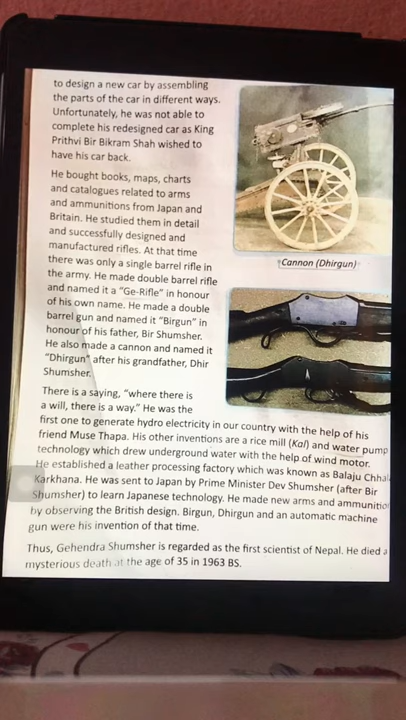 to design a new car by assembling
the parts of the car in different ways.
Unfortunately, he was not able to
complete his redesigned car as King
Prithvi Bir Bikram Shah wished to
have his car back.
He bought books, maps, charts
and catalogues related to arms
and ammunitions from Japan and
Britain. He studied them in detail
and successfully designed and
manufactured rifles. At that time
there was only a single barrel rifle in
the army. He made double barrel rifle
and named it a "Ge-Rifle" in honour
of his own name. He made a double
barrel gun and named it "Birgun" in
honour of his father, Bir Shumsher.
He also made a cannon and named it
"Dhirgun" after his grandfather, Dhir
Shumsher.
Cannon (Dhirgun)
There is a saying, "where there is
a will, there is a way." He was the
first one to generate hydro electricity in our country with the help of his
friend Muse Thapa. His other inventions are a rice mill (Kal) and water pump
technology which drew underground water with the help of wind motor.
He established a leather processing factory which was known as Balaju Chhal
Karkhana. He was sent to Japan by Prime Minister Dev Shumsher (after Bir
Shumsher) to learn Japanese technology. He made new arms and ammunitio
by observing the British design. Birgun, Dhirgun and an automatic machine
gun were his invention of that time.
Thus, Gehendra Shumsher is regarded as the first scientist of Nepal. He died a
mysterious death at the age of 35 in 1963 BS.